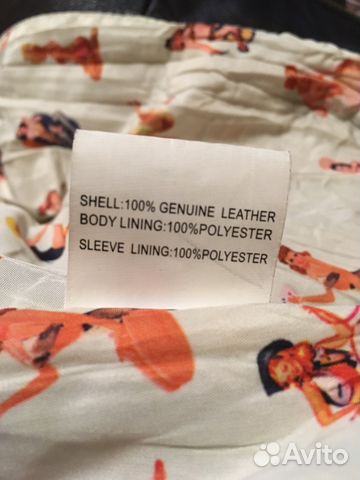 SHELL:100% GENUINE LEATHER
BODY LINING:100%POLYESTER
SLEEVE LINING:100%POLYESTER
Avito